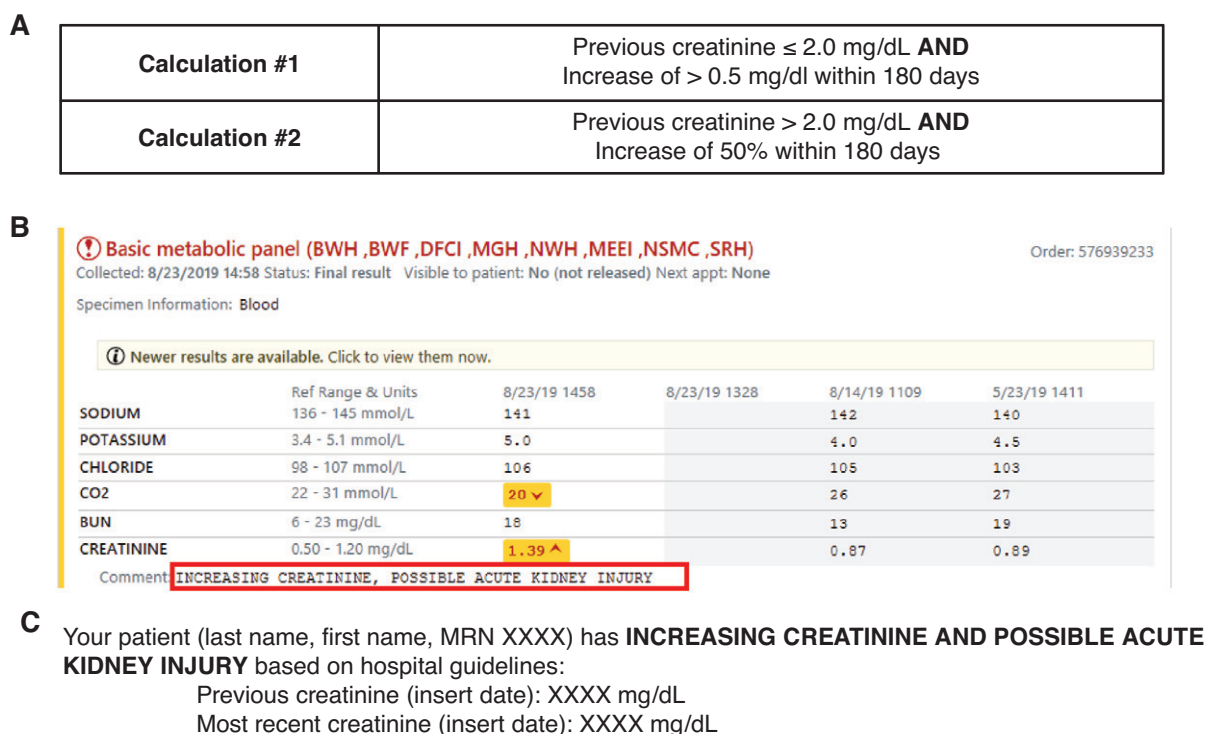 A
Calculation #1
Previous creatinine ≤ 2.0 mg/dL AND
Increase of > 0.5 mg/dl within 180 days
Calculation #2
Previous creatinine > 2.0 mg/dL AND
Increase of 50% within 180 days
B
Basic metabolic panel (BWH ,BWF ,DFCI ,MGH ,NWH ,MEEI ,NSMC ,SRH) Order: 576939233
Collected: 8/23/2019 14:58 Status: Final result Visible to patient: No (not released) Next appt: None
Specimen Information: Blood
Newer results are available. Click to view them now.
Ref Range & Units 8/23/19 1458 8/23/19 1328 8/14/19 1109 5/23/19 1411
SODIUM 136 - 145 mmol/L 141 142 140
POTASSIUM 3.4 - 5.1 mmol/L 5.0 4.0 4.5
CHLORIDE 98 - 107 mmol/L 106 105 103
CO2 22 - 31 mmol/L 20 26 27
BUN 6 - 23 mg/dL 18 13 19
CREATININE 0.50 - 1.20 mg/dL 1.39 0.87 0.89
Comment: INCREASING CREATININE, POSSIBLE ACUTE KIDNEY INJURY
C
Your patient (last name, first name, MRN XXXX) has INCREASING CREATININE AND POSSIBLE ACUTE
KIDNEY INJURY based on hospital guidelines:
Previous creatinine (insert date): XXXX mg/dL
Most recent creatinine (insert date): XXXX mg/dL